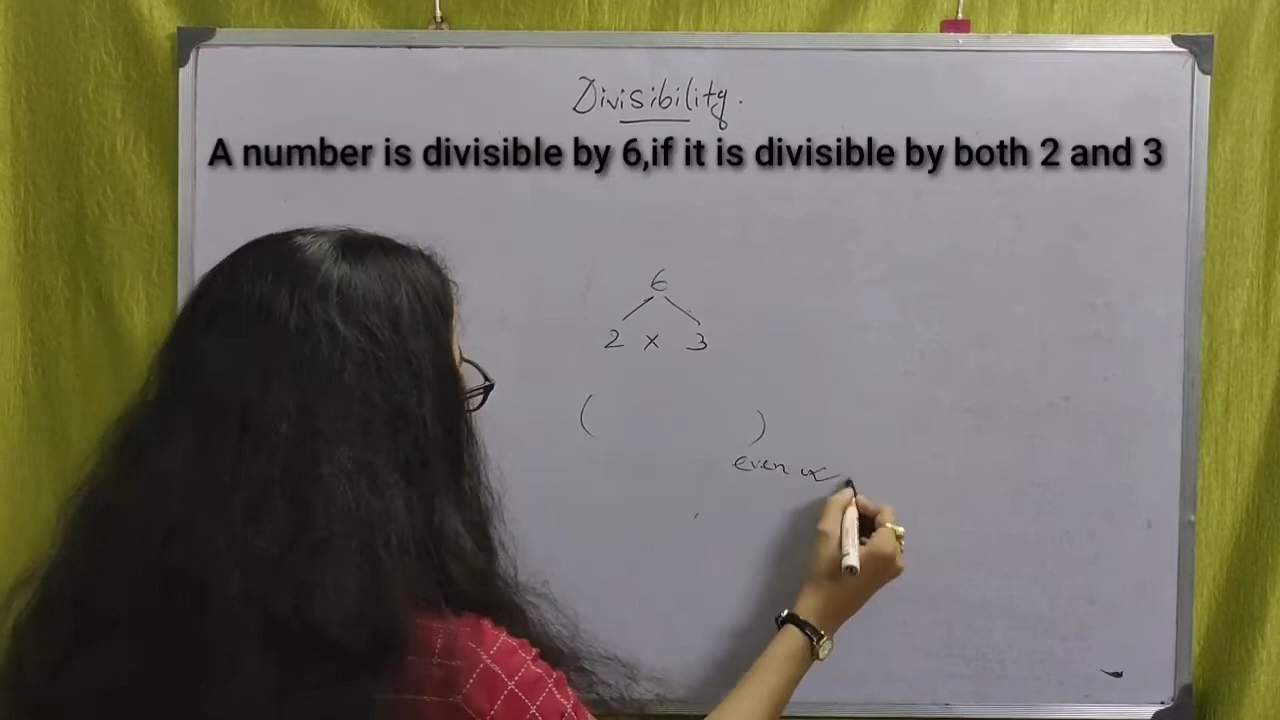 Divisibility.
A number is divisible by 6,if it is divisible by both 2 and 3
6
2 x 3
( )
even